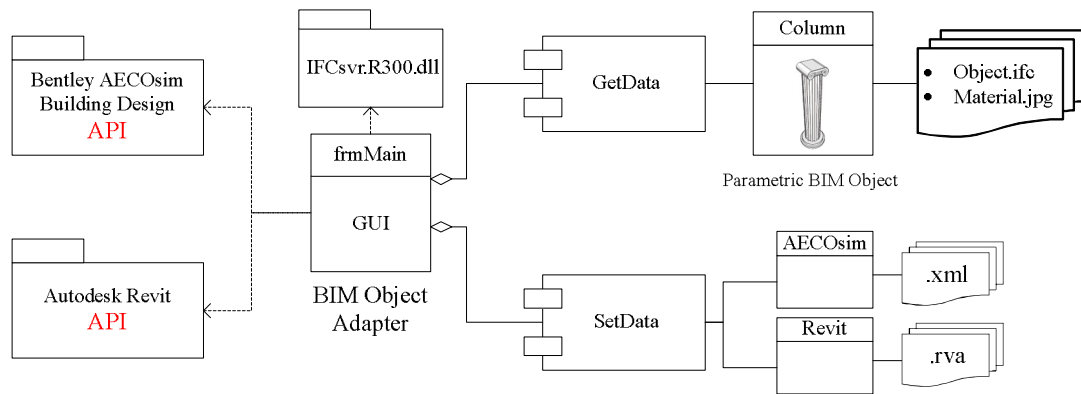 Bentley AECOsim
Building Design
API
Autodesk Revit
API
IFCsvr.R300.dll
frmMain
GUI
BIM Object
Adapter
GetData
Column
Parametric BIM Object
• Object.ifc
• Material.jpg
SetData
AECOsim
.xml
Revit
.rva